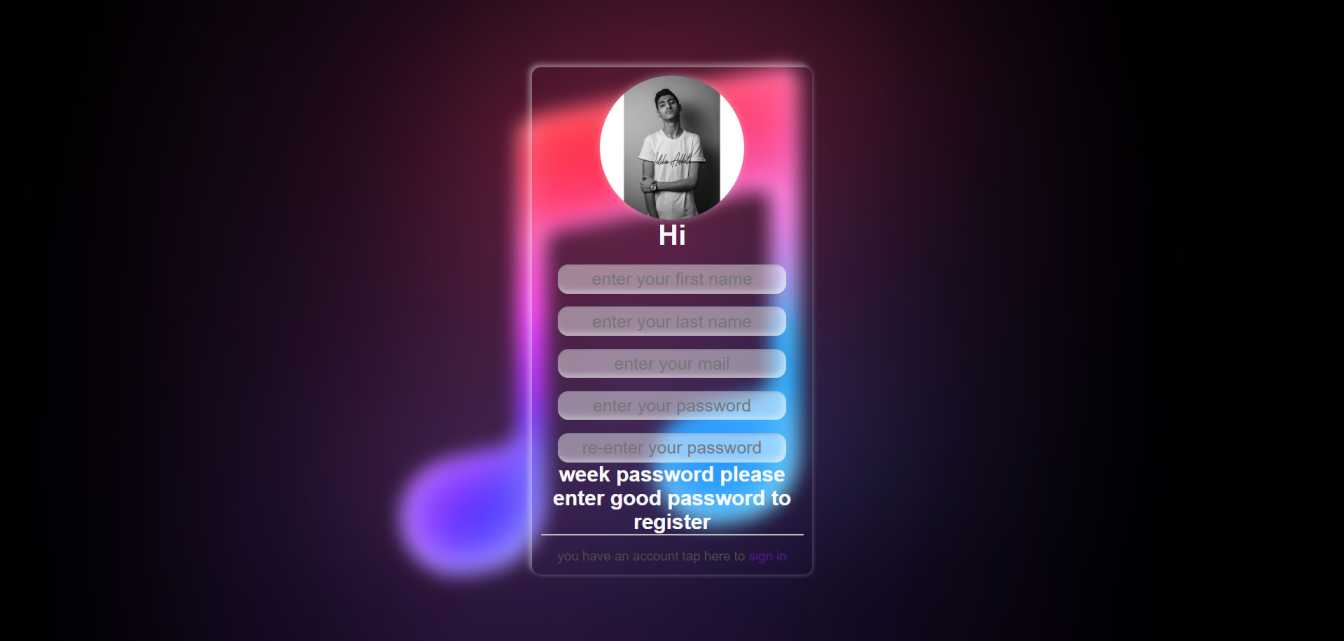 Hi
enter your first name
enter your last name
enter your mail
enter your password
re-enter your password
week password please
enter good password to
register
you have an account tap here to sign in